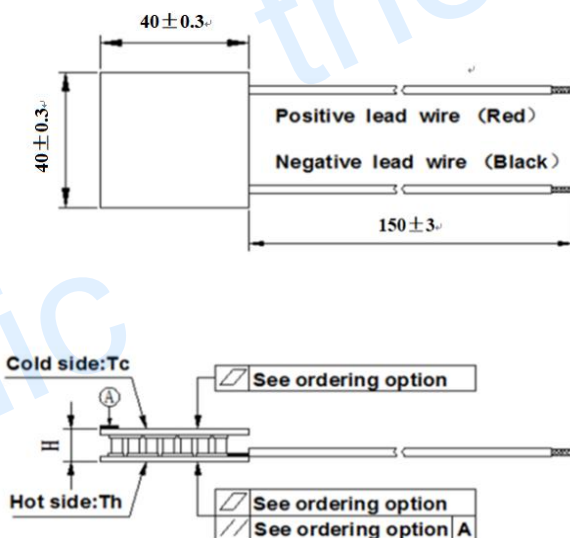 40±0.3
40±0.3
Positive lead wire （Red）
Negative lead wire （Black）
150±3
Cold side:Tc
See ordering option
A
H
Hot side:Th
See ordering option
See ordering option A